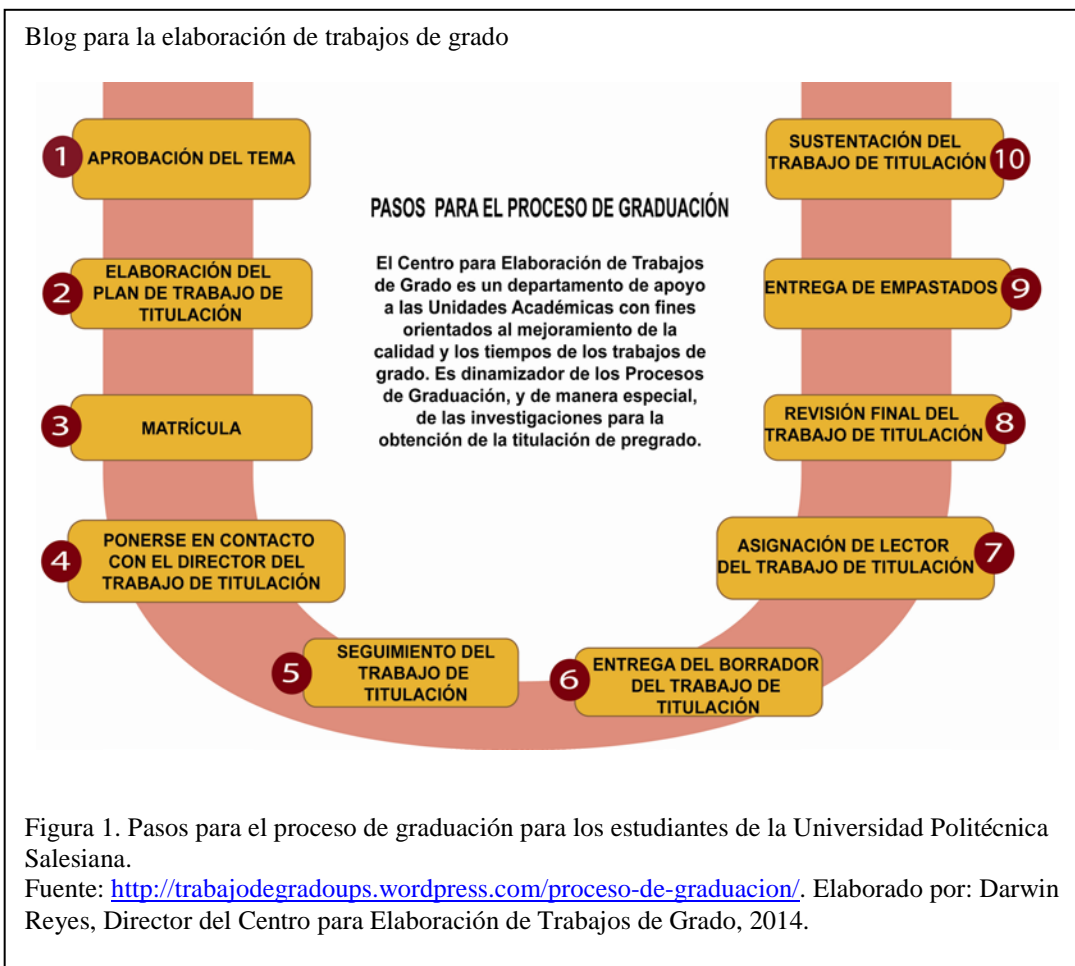 Blog para la elaboración de trabajos de grado
1
APROBACIÓN DEL TEMA
2
ELABORACIÓN DEL
PLAN DE TRABAJO DE
TITULACIÓN
3
MATRÍCULA
4
PONERSE EN CONTACTO
CON EL DIRECTOR DEL
TRABAJO DE TITULACIÓN
5
SEGUIMIENTO DEL
TRABAJO DE
TITULACIÓN
6
ENTREGA DEL BORRADOR
DEL TRABAJO DE
TITULACIÓN
ASIGNACIÓN DE LECTOR
DEL TRABAJO DE TITULACIÓN
7
REVISIÓN FINAL DEL
TRABAJO DE TITULACIÓN
8
ENTREGA DE EMPASTADOS
9
SUSTENTACIÓN DEL
TRABAJO DE TITULACIÓN
10
PASOS PARA EL PROCESO DE GRADUACIÓN
El Centro para Elaboración de Trabajos
de Grado es un departamento de apoyo
a las Unidades Académicas con fines
orientados al mejoramiento de la
calidad y los tiempos de los trabajos de
grado. Es dinamizador de los Procesos
de Graduación, y de manera especial,
de las investigaciones para la
obtención de la titulación de pregrado.
Figura 1. Pasos para el proceso de graduación para los estudiantes de la Universidad Politécnica
Salesiana.
Fuente: http://trabajodegradoups.wordpress.com/proceso-de-graduacion/. Elaborado por: Darwin
Reyes, Director del Centro para Elaboración de Trabajos de Grado, 2014.